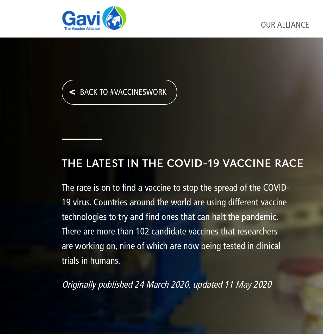 Gavi
The Vaccine Alliance
OUR ALLIANCE
< BACK TO #VACCINESWORK
THE LATEST IN THE COVID-19 VACCINE RACE
The race is on to find a vaccine to stop the spread of the COVID-
19 virus. Countries around the world are using different vaccine
technologies to try and find ones that can halt the pandemic.
There are more than 102 candidate vaccines that researchers
are working on, nine of which are now being tested in clinical
trials in humans.
Originally published 24 March 2020, updated 11 May 2020